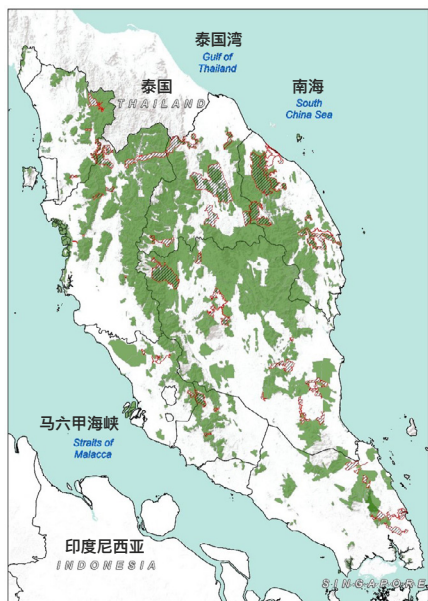 泰国湾
Gulf of
Thailand
泰国
THAILAND
南海
South
China Sea
马六甲海峡
Straits of
Malacca
印度尼西亚
INDONESIA
SINGAPORE